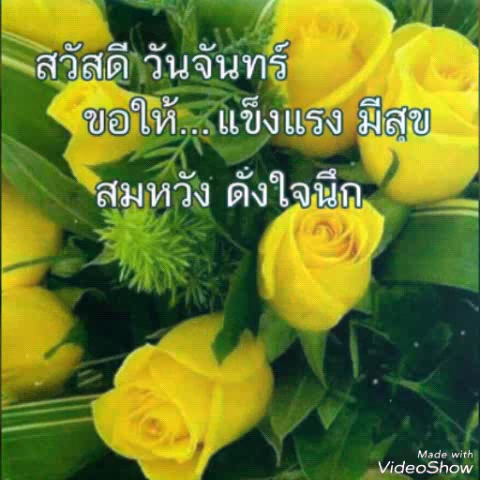 สวัสดี วันจันทร์
ขอให้... แข็งแรง มีสุข
สมหวัง ดั่งใจนึก
Made with
VideoShow